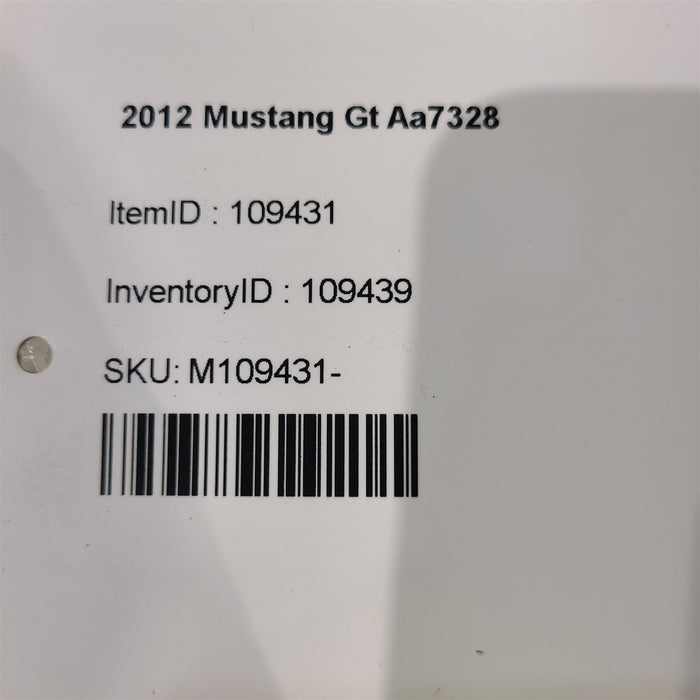 2012 Mustang Gt Aa7328
ItemID : 109431
InventoryID : 109439
SKU: M109431-